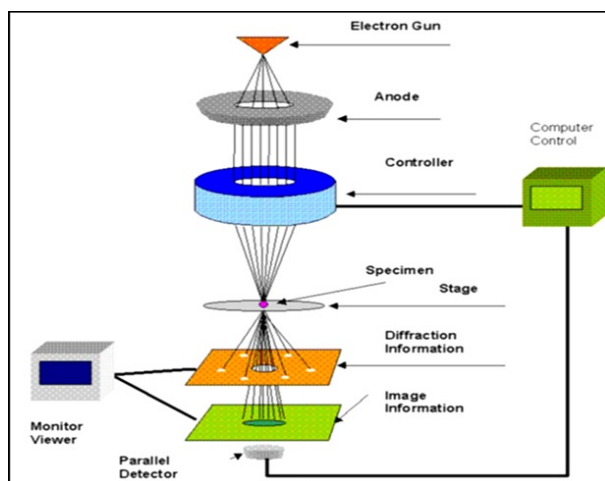 Electron Gun
Anode
Computer
Control
Controller
Specimen
Stage
Diffraction
Information
Image
Information
Monitor
Viewer
Parallel
Detector